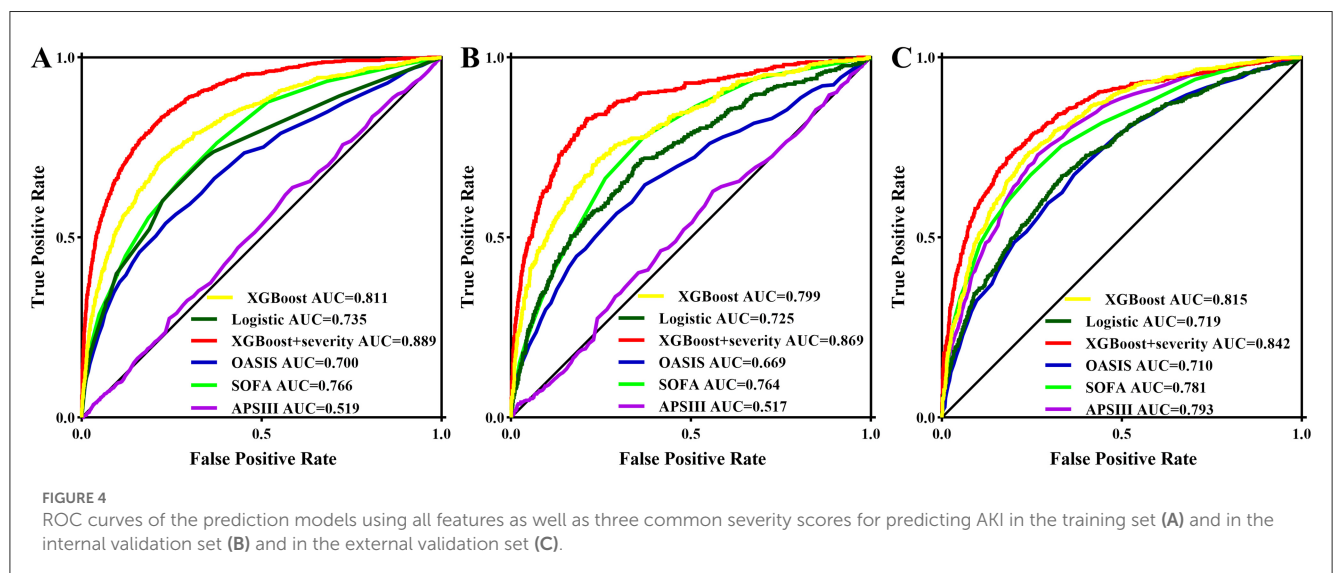 A
1.0
0.5
0.0
True Positive Rate
XGBoost AUC=0.811
Logistic AUC=0.735
XGBoost+severity AUC=0.889
OASIS AUC=0.700
SOFA AUC=0.766
APSIII AUC=0.519
0.0 0.5 1.0
False Positive Rate
B
1.0
0.5
0.0
True Positive Rate
XGBoost AUC=0.799
Logistic AUC=0.725
XGBoost+severity AUC=0.869
OASIS AUC=0.669
SOFA AUC=0.764
APSIII AUC=0.517
0.0 0.5 1.0
False Positive Rate
C
1.0
0.5
0.0
True Positive Rate
XGBoost AUC=0.815
Logistic AUC=0.719
XGBoost+severity AUC=0.842
OASIS AUC=0.710
SOFA AUC=0.781
APSIII AUC=0.793
0.0 0.5 1.0
False Positive Rate
FIGURE 4
ROC curves of the prediction models using all features as well as three common severity scores for predicting AKI in the training set (A) and in the
internal validation set (B) and in the external validation set (C).